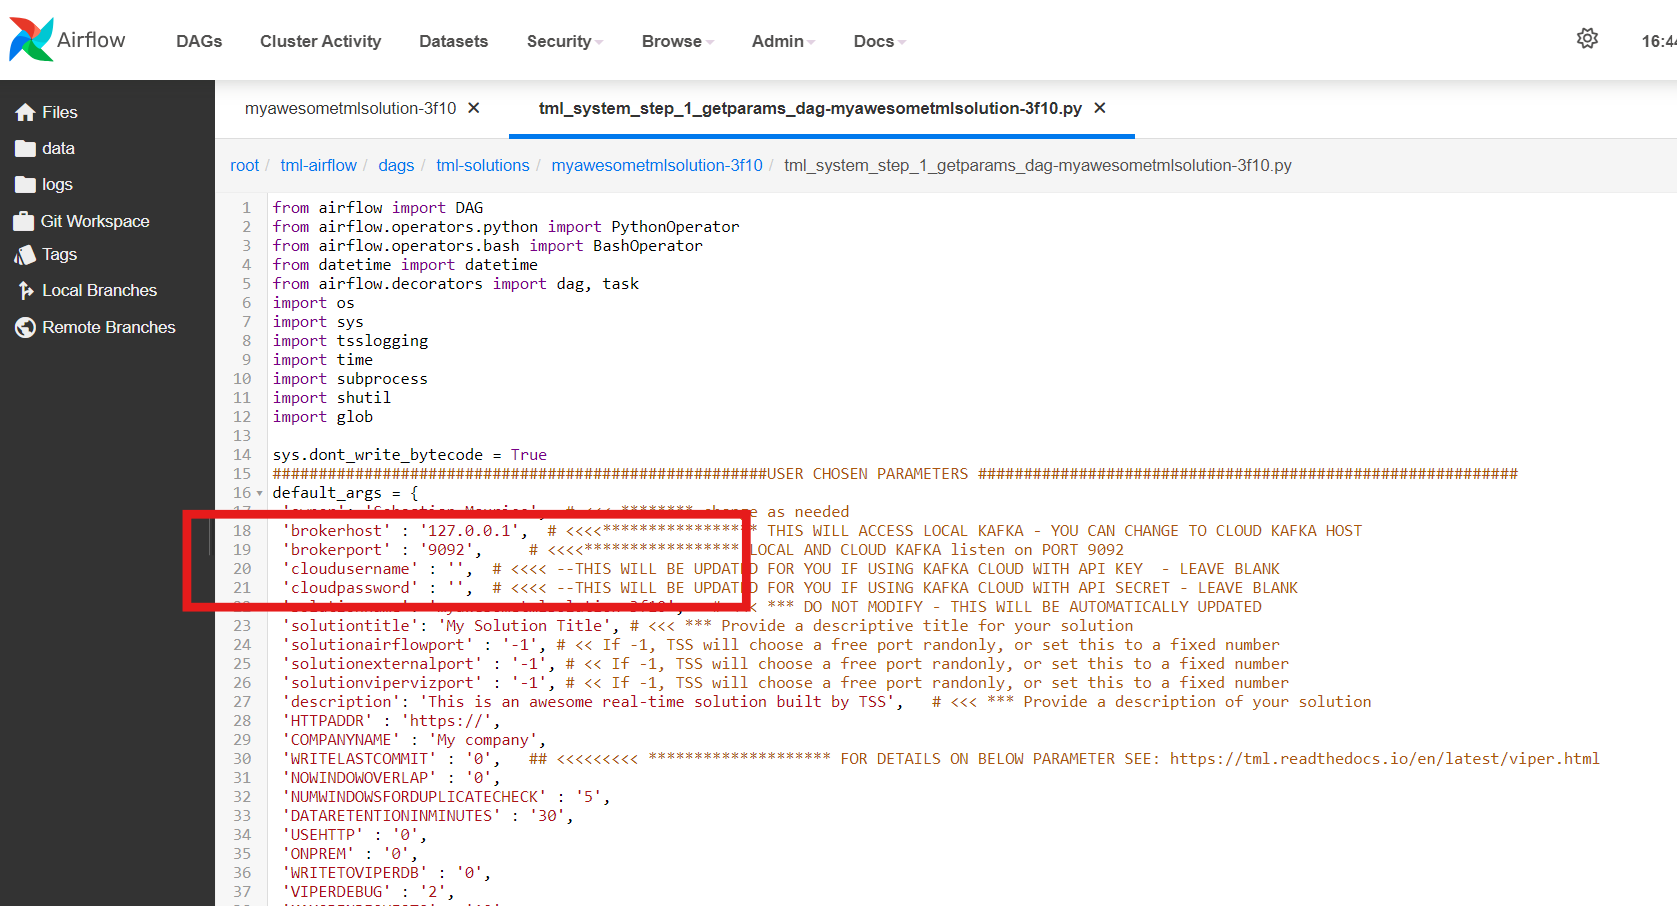 Airflow
DAGs
Cluster Activity
Datasets
Security
Browse
Admin
Docs
16:44
Files
data
logs
Git Workspace
Tags
Local Branches
Remote Branches
myawesometmlsolution-3f10 ✕
tml_system_step_1_getparams_dag-myawesometmlsolution-3f10.py ✕
root / tml-airflow / dags / tml-solutions / myawesometmlsolution-3f10 / tml_system_step_1_getparams_dag-myawesometmlsolution-3f10.py
1 from airflow import DAG
2 from airflow.operators.python import PythonOperator
3 from airflow.operators.bash import BashOperator
4 from datetime import datetime
5 from airflow.decorators import dag, task
6 import os
7 import sys
8 import tsslogging
9 import time
10 import subprocess
11 import shutil
12 import glob
13
14 sys.dont_write_bytecode = True
15 ######################################################USER CHOSEN PARAMETERS ###########################################################
16 default_args = {
as needed
18 'brokerhost' : '127.0.0.1', # <<<<***************** THIS WILL ACCESS LOCAL KAFKA - YOU CAN CHANGE TO CLOUD KAFKA HOST
19 'brokerport' : '9092', # <<<<***************** LOCAL AND CLOUD KAFKA listen on PORT 9092
20 'cloudusername' : '', # <<<< --THIS WILL BE UPDATED FOR YOU IF USING KAFKA CLOUD WITH API KEY - LEAVE BLANK
21 'cloudpassword' : '', # <<<< --THIS WILL BE UPDATED FOR YOU IF USING KAFKA CLOUD WITH API SECRET - LEAVE BLANK
*** DO NOT MODIFY - THIS WILL BE AUTOMATICALLY UPDATED
23 'solutiontitle': 'My Solution Title', # <<< *** Provide a descriptive title for your solution
24 'solutionairflowport' : '-1', # << If -1, TSS will choose a free port randonly, or set this to a fixed number
25 'solutionexternalport' : '-1', # << If -1, TSS will choose a free port randonly, or set this to a fixed number
26 'solutionvipervizport' : '-1', # << If -1, TSS will choose a free port randonly, or set this to a fixed number
27 'description': 'This is an awesome real-time solution built by TSS', # <<< *** Provide a description of your solution
28 'HTTPADDR' : 'https://',
29 'COMPANYNAME' : 'My company',
30 'WRITELASTCOMMIT' : '0', ## <<<<<<<<< ******************** FOR DETAILS ON BELOW PARAMETER SEE: https://tml.readthedocs.io/en/latest/viper.html
31 'NOWINDOWOVERLAP' : '0',
32 'NUMWINDOWSFORDUPLICATECHECK' : '5',
33 'DATARETENTIONINMINUTES' : '30',
34 'USEHTTP' : '0',
35 'ONPREM' : '0',
36 'WRITETOVIPERDB' : '0',
37 'VIPERDEBUG' : '2',